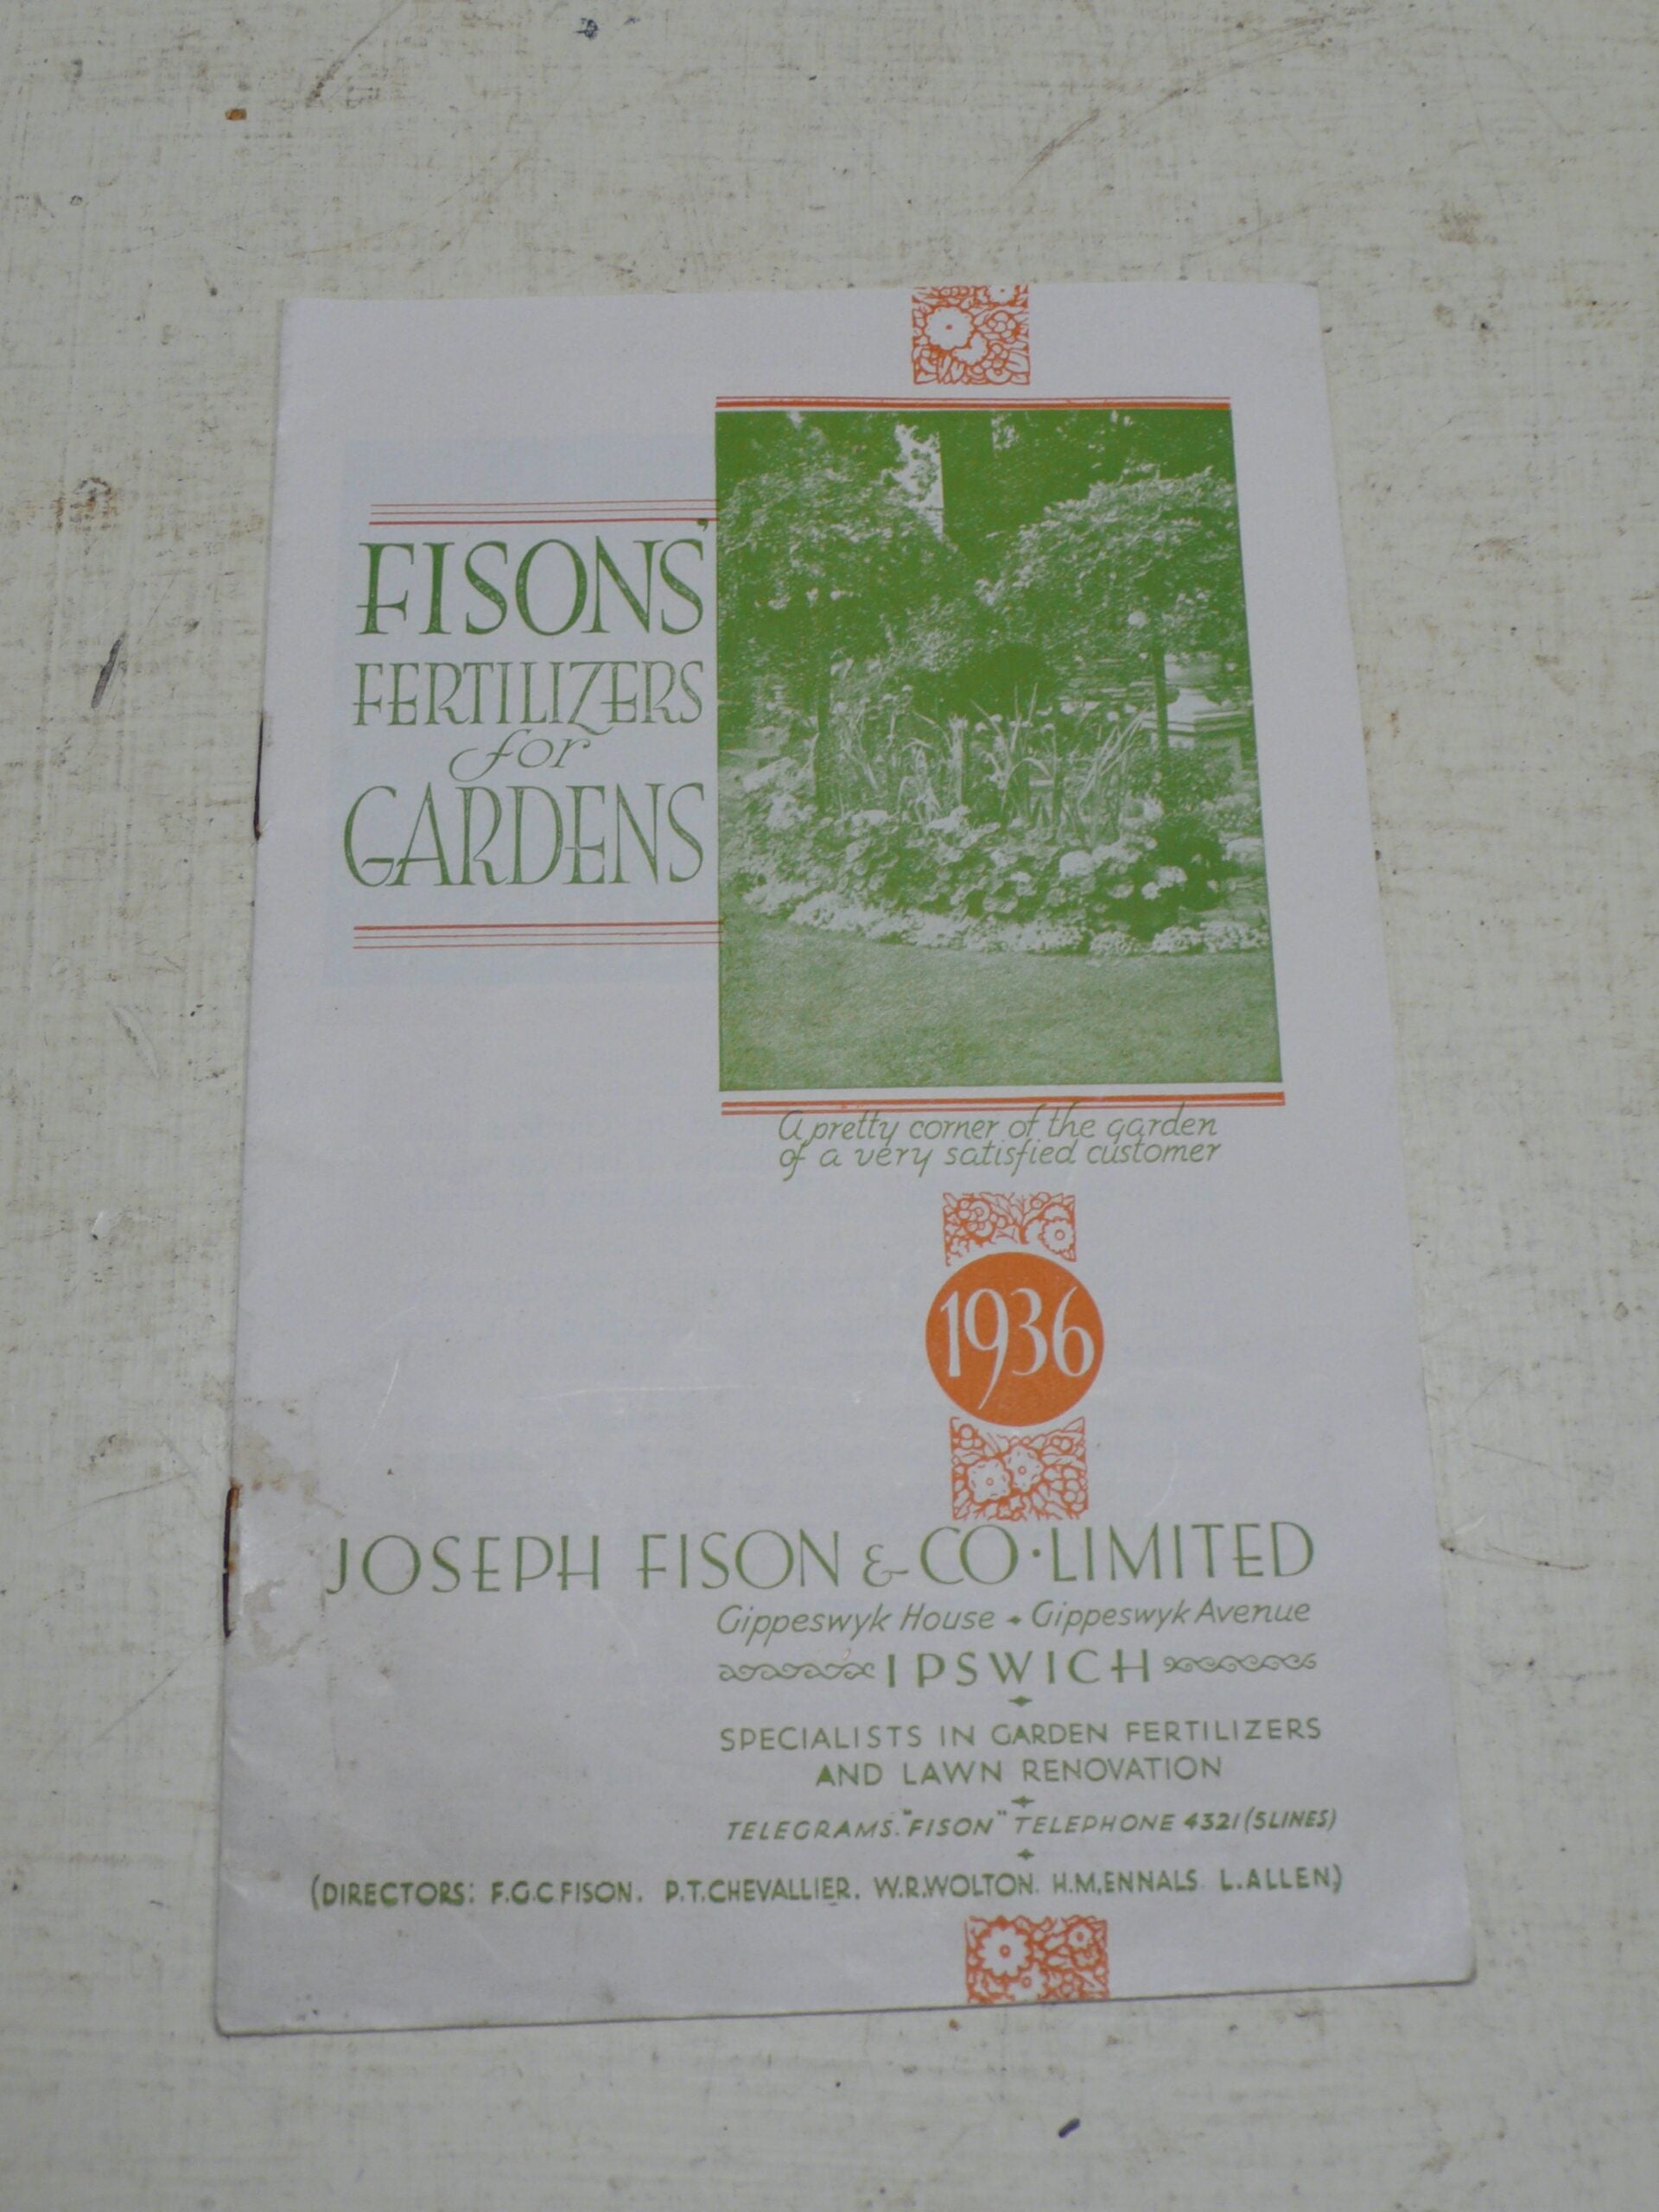 FISONS'
FERTILIZERS
for
GARDENS
A pretty corner of the garden
of a very satisfied customer
1936
JOSEPH FISON & CO·LIMITED
Gippeswyk House - Gippeswyk Avenue
IPSWICH
SPECIALISTS IN GARDEN FERTILIZERS
AND LAWN RENOVATION
TELEGRAMS. "FISON" TELEPHONE 4321 (5 LINES)
(DIRECTORS: F.G.C. FISON. P.T. CHEVALLIER. W.R. WOLTON. H.M. ENNALS. L. ALLEN)